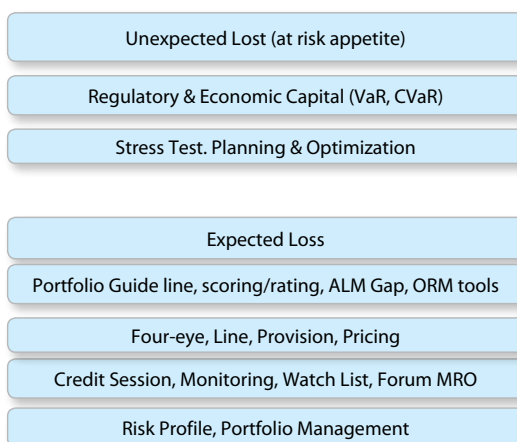 Unexpected Lost (at risk appetite)
Regulatory & Economic Capital (VaR, CVaR)
Stress Test. Planning & Optimization
Expected Loss
Portfolio Guide line, scoring/rating, ALM Gap, ORM tools
Four-eye, Line, Provision, Pricing
Credit Session, Monitoring, Watch List, Forum MRO
Risk Profile, Portfolio Management